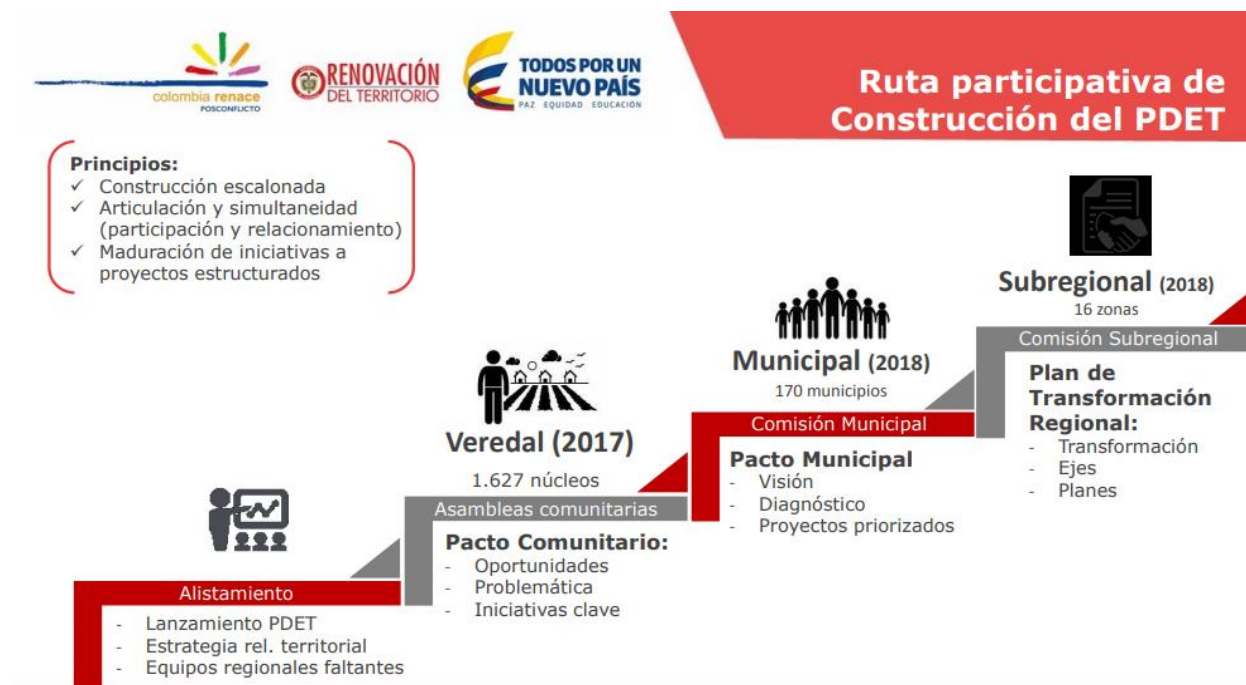 colombia renace
POSCONFLICTO
RENOVACIÓN
DEL TERRITORIO
TODOS POR UN
NUEVO PAÍS
PAZ EQUIDAD EDUCACIÓN
Ruta participativa de
Construcción del PDET
Principios:
✓ Construcción escalonada
✓ Articulación y simultaneidad
(participación y relacionamiento)
✓ Maduración de iniciativas a
proyectos estructurados
Alistamiento
- Lanzamiento PDET
- Estrategia rel. territorial
- Equipos regionales faltantes
Veredal (2017)
1.627 núcleos
Asambleas comunitarias
Pacto Comunitario:
- Oportunidades
- Problemática
- Iniciativas clave
Municipal (2018)
170 municipios
Comisión Municipal
Pacto Municipal
- Visión
- Diagnóstico
- Proyectos priorizados
Subregional (2018)
16 zonas
Comisión Subregional
Plan de
Transformación
Regional:
- Transformación
- Ejes
- Planes